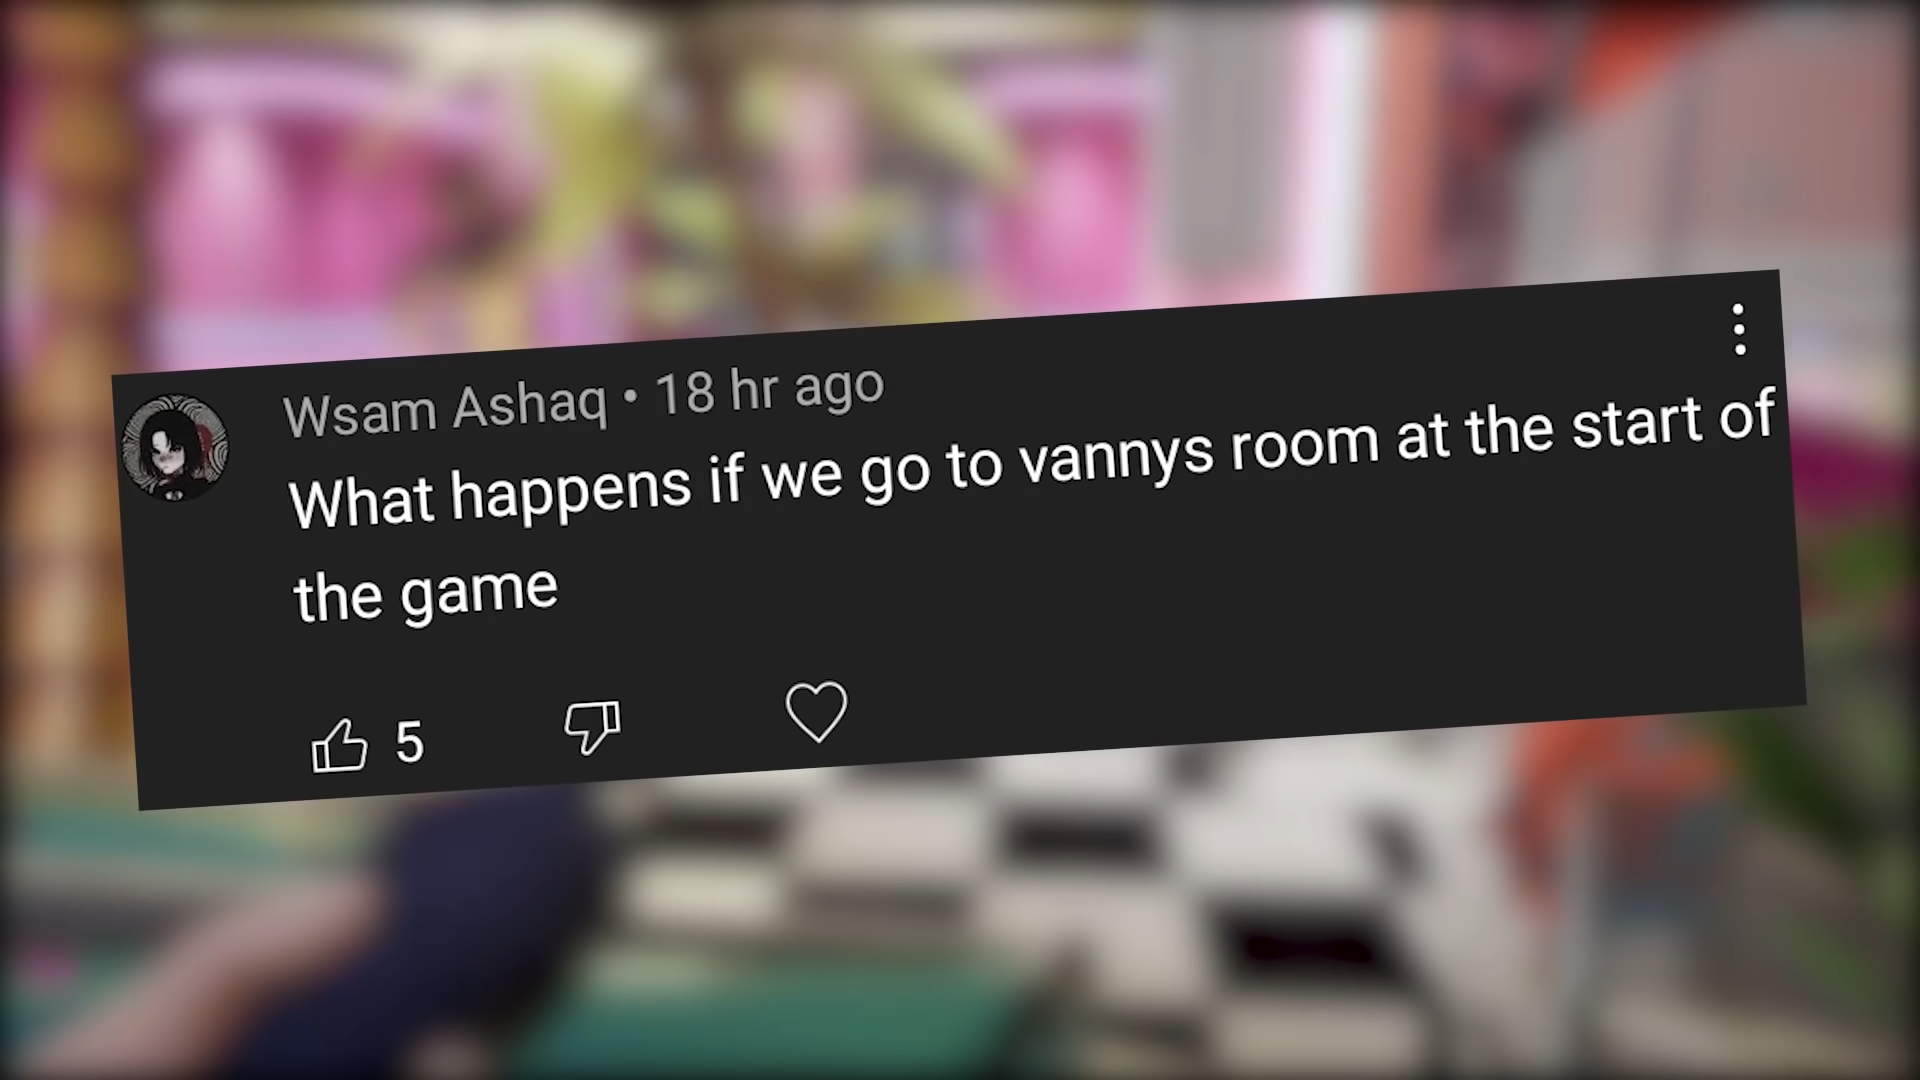 Wsam Ashaq • 18 hr ago
What happens if we go to vannys room at the start of
the game
5